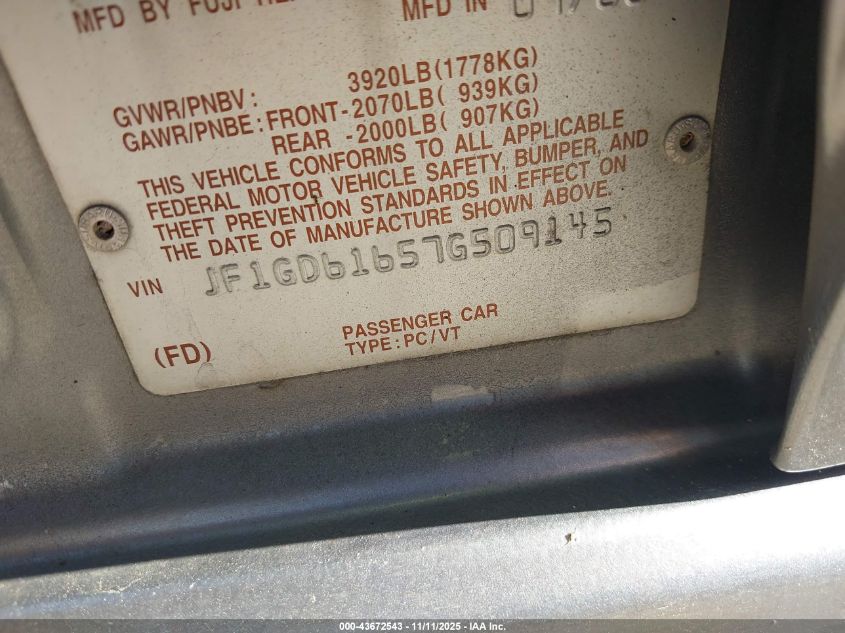 MFD BY FUJI
MFD IN
GVWR/PNBV: 3920LB(1778KG)
GAWR/PNBE: FRONT-2070LB( 939KG)
REAR -2000LB( 907KG)
THIS VEHICLE CONFORMS TO ALL APPLICABLE
FEDERAL MOTOR VEHICLE SAFETY, BUMPER, AND
THEFT PREVENTION STANDARDS IN EFFECT ON
THE DATE OF MANUFACTURE SHOWN ABOVE.
VIN JF1GD61657G509145
(FD)
PASSENGER CAR
TYPE:PC/VT
000-43672543 - 11/11/2025 - IAA Inc.